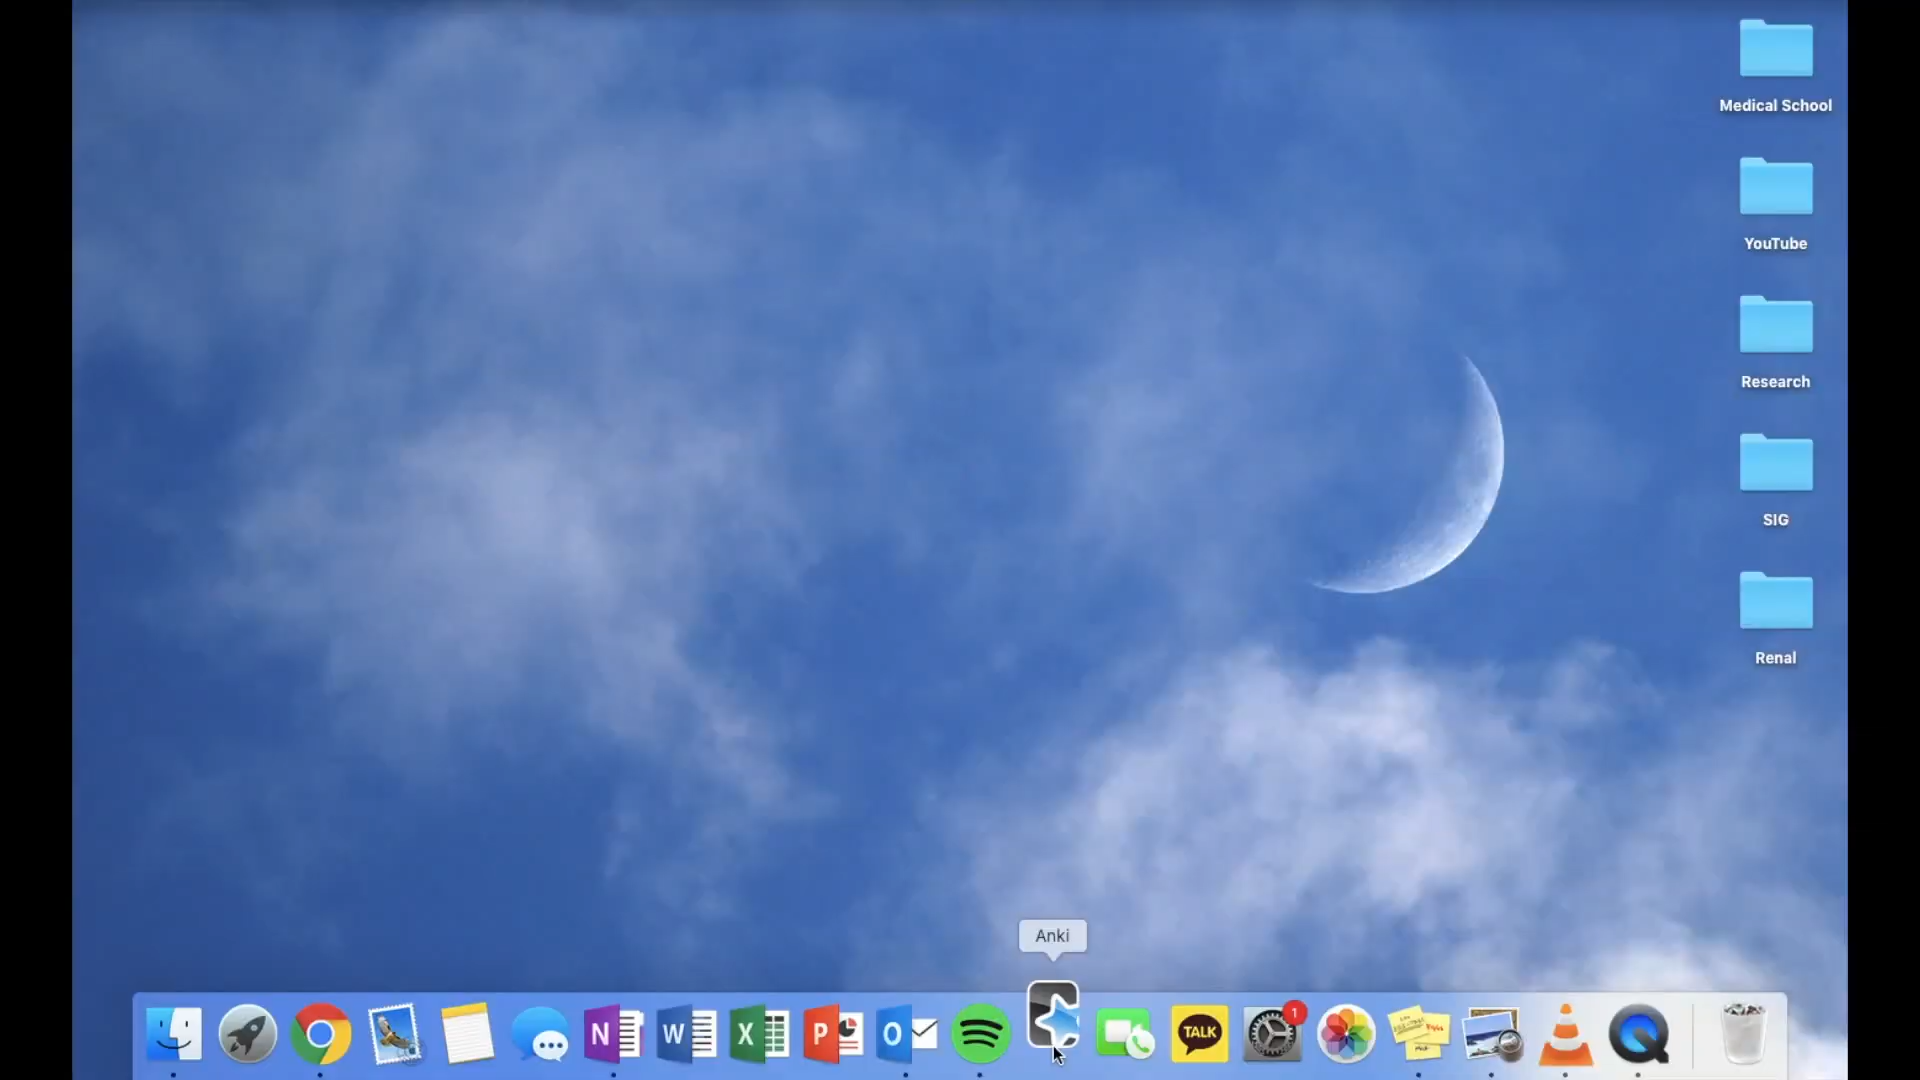 Medical School
YouTube
Research
SIG
Renal
Anki
N
W
X
P
O
TALK
1